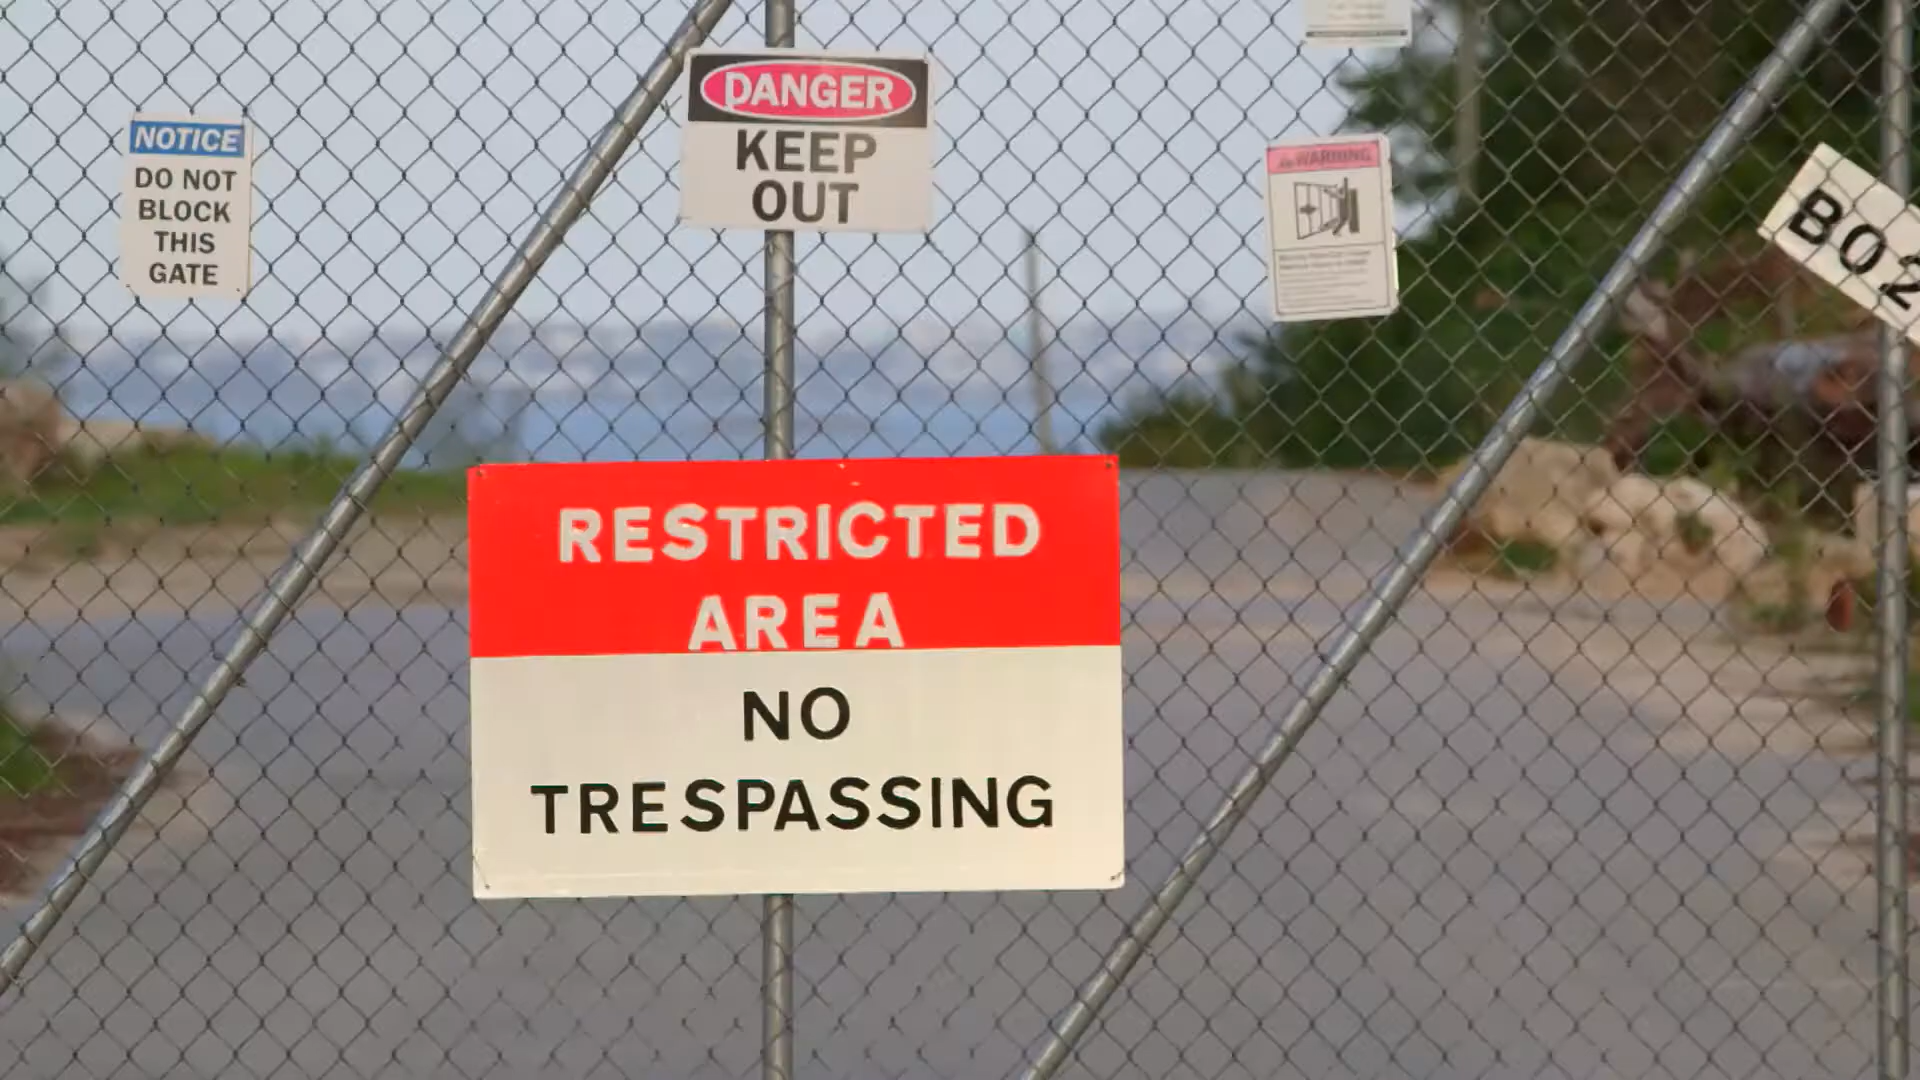 NOTICE
DO NOT
BLOCK
THIS
GATE
DANGER
KEEP
OUT
WARNING
B02
RESTRICTED
AREA
NO
TRESPASSING